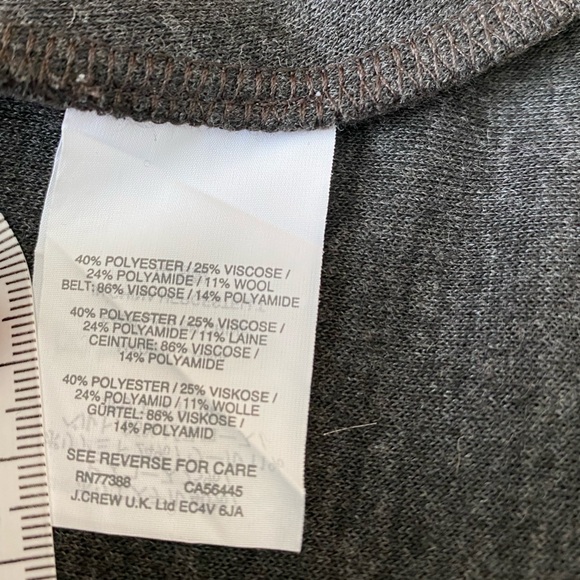 40% POLYESTER / 25% VISCOSE /
24% POLYAMIDE / 11% WOOL
BELT: 86% VISCOSE / 14% POLYAMIDE
40% POLYESTER / 25% VISCOSE /
24% POLYAMIDE / 11% LAINE
CEINTURE: 86% VISCOSE /
14% POLYAMIDE
40% POLYESTER / 25% VISKOSE /
24% POLYAMID / 11% WOLLE
GÜRTEL: 86% VISKOSE /
14% POLYAMID
SEE REVERSE FOR CARE
RN77388 CA56445
J.CREW U.K. Ltd EC4V 6JA